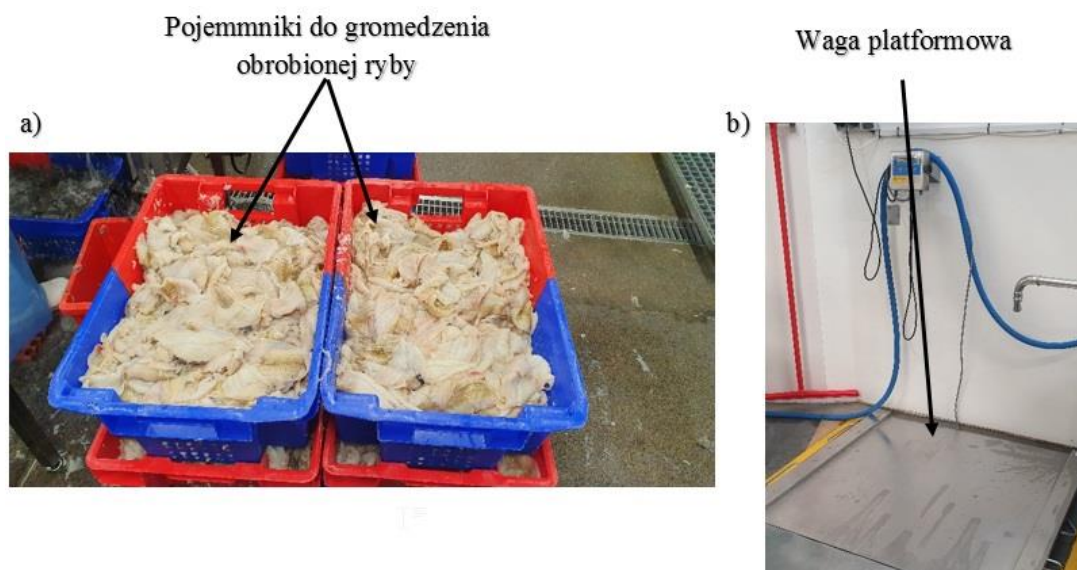 Pojemmniki do gromedzenia
obrobionej ryby
Waga platformowa
a)
b)